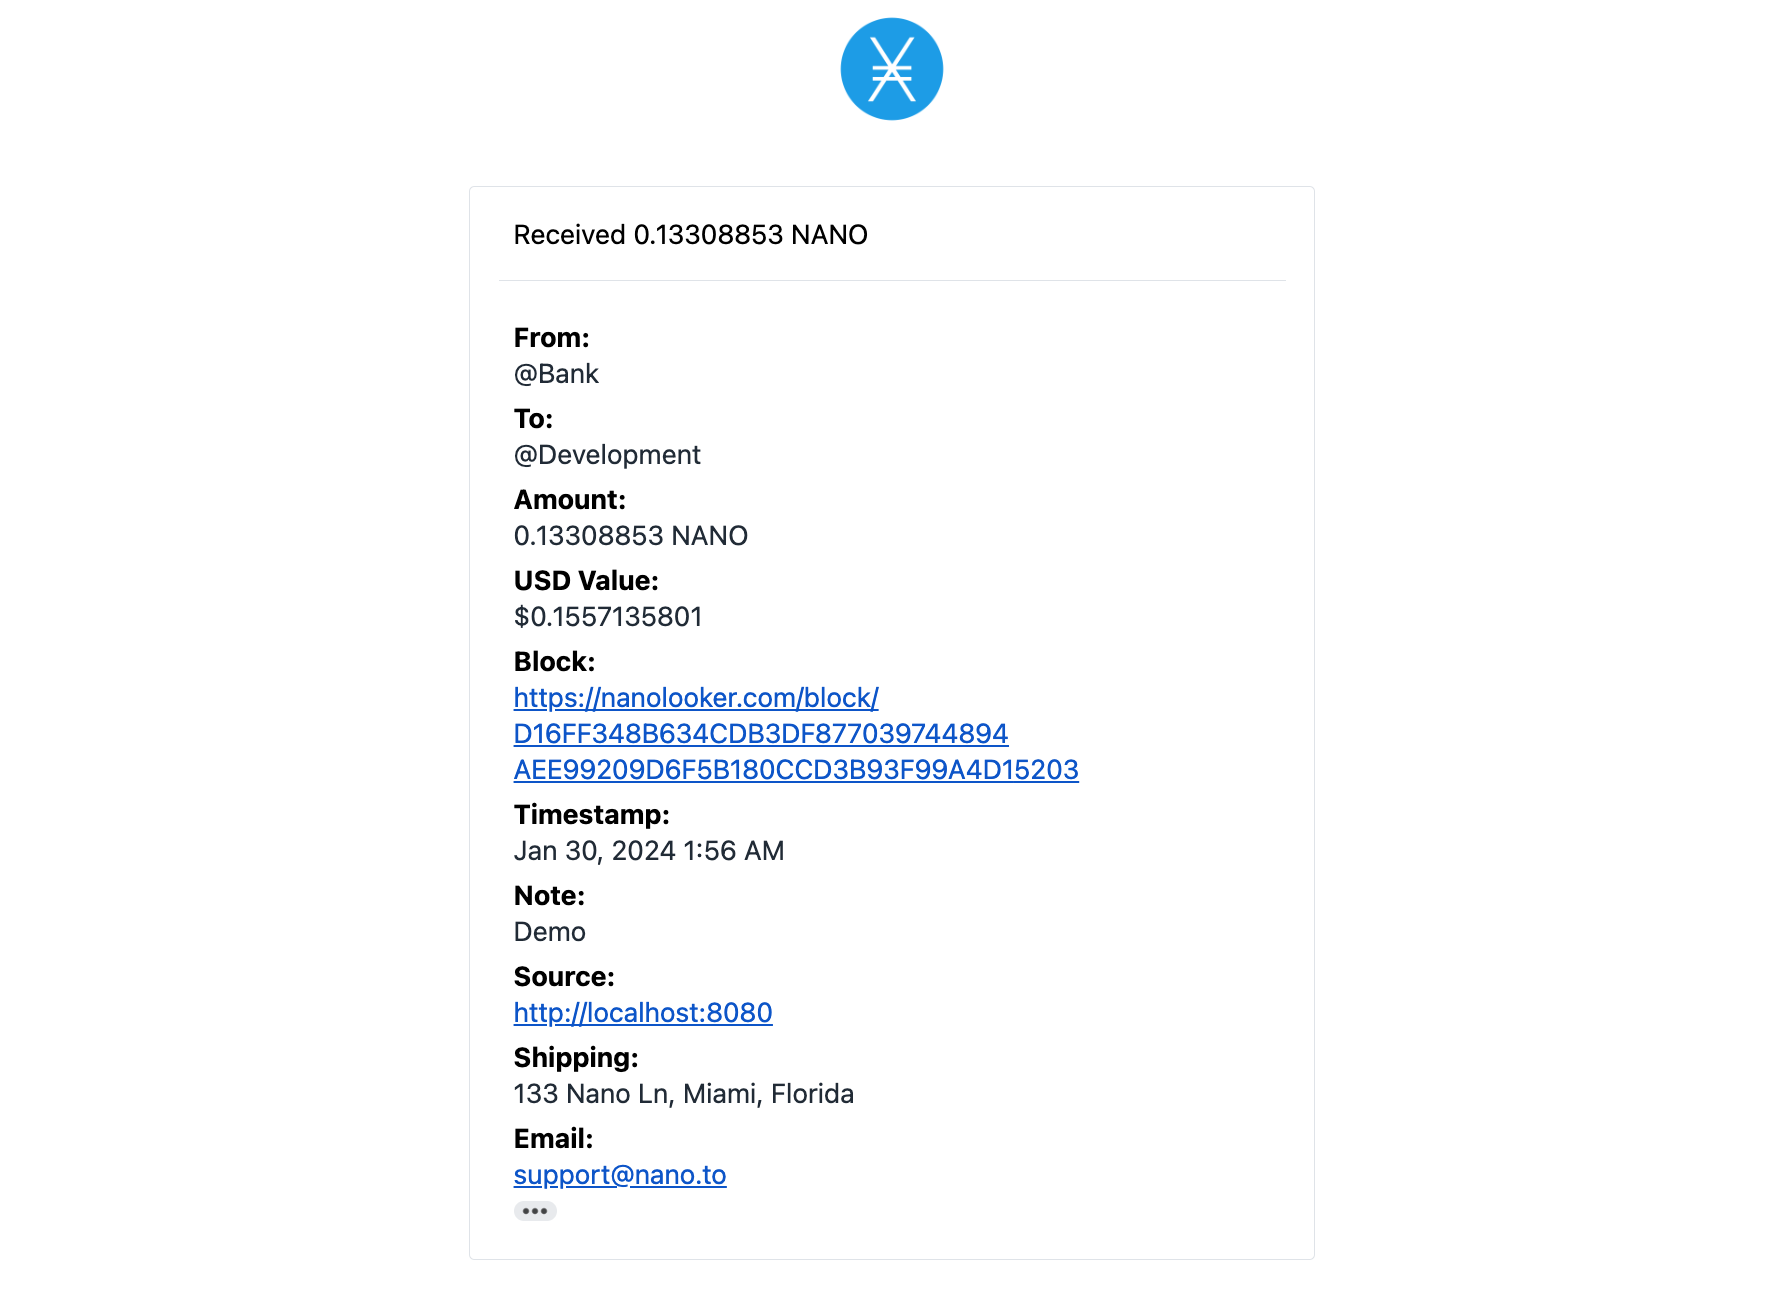 Received 0.13308853 NANO
From:
@Bank
To:
@Development
Amount:
0.13308853 NANO
USD Value:
$0.1557135801
Block:
https://nanolooker.com/block/
D16FF348B634CDB3DF877039744894
AEE99209D6F5B180CCD3B93F99A4D15203
Timestamp:
Jan 30, 2024 1:56 AM
Note:
Demo
Source:
http://localhost:8080
Shipping:
133 Nano Ln, Miami, Florida
Email:
support@nano.to